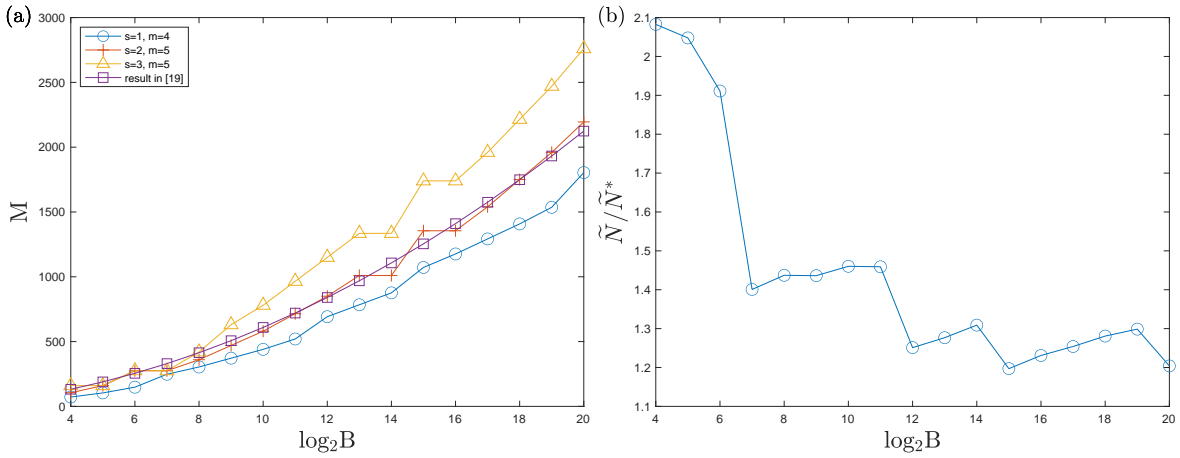 (a)
3000
2500
2000
1500
1000
500
0
M
s=1, m=4
s=2, m=5
s=3, m=5
result in [19]
4 6 8 10 12 14 16 18 20
log₂B
(b)
2.1
2
1.9
1.8
1.7
1.6
1.5
1.4
1.3
1.2
1.1
Ñ/Ñ*
4 6 8 10 12 14 16 18 20
log₂B